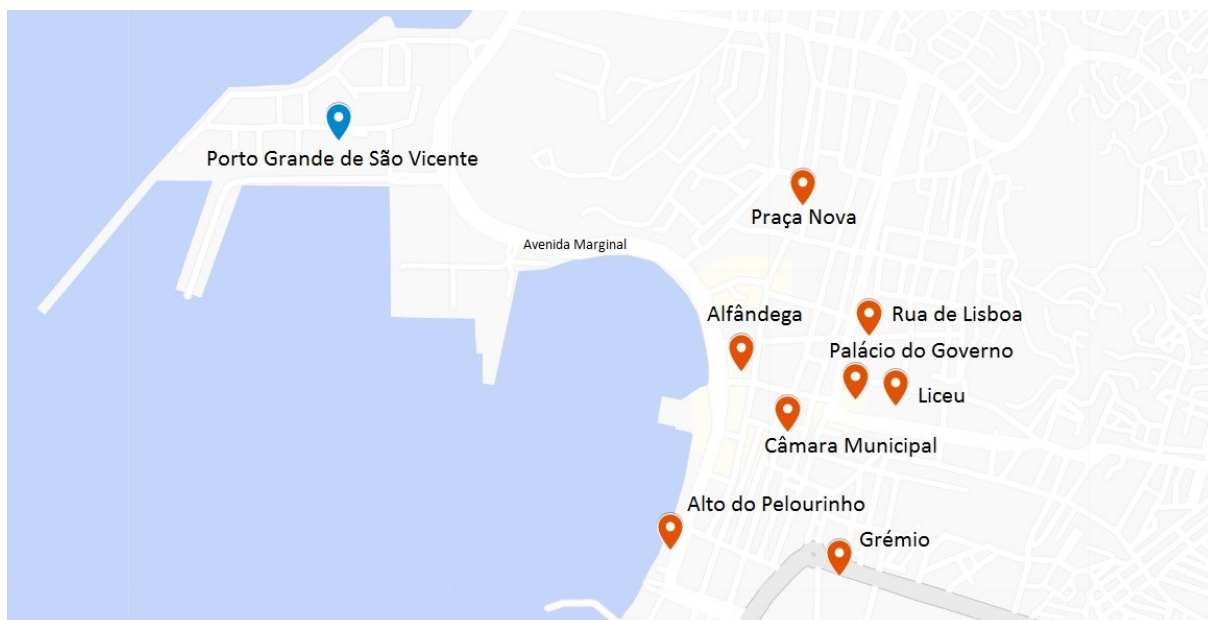 Porto Grande de São Vicente
Praça Nova
Avenida Marginal
Alfândega
Rua de Lisboa
Palácio do Governo
Liceu
Câmara Municipal
Alto do Pelourinho
Grémio